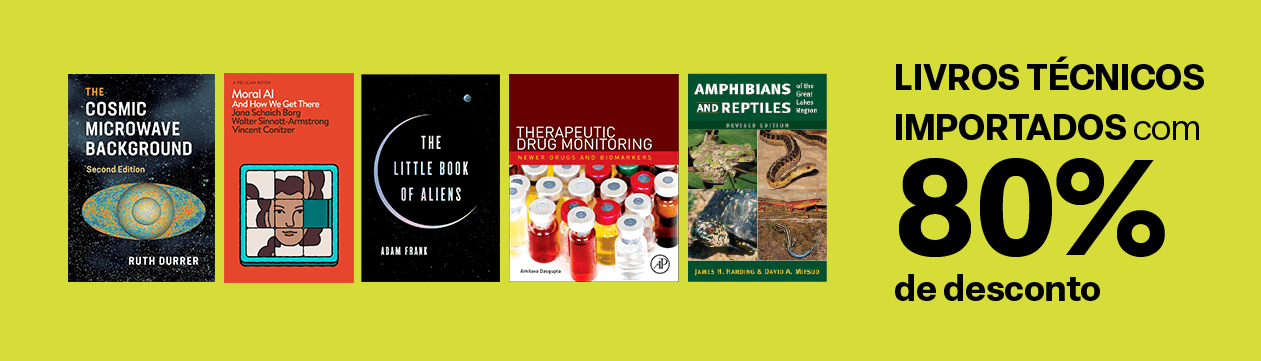 THE
COSMIC
MICROWAVE
BACKGROUND
Second Edition
RUTH DURRER
A PELICAN BOOK
Moral AI
And How We Get There
Jana Schaich Borg
Walter Sinnott-Armstrong
Vincent Conitzer
THE
LITTLE BOOK
OF ALIENS
ADAM FRANK
THERAPEUTIC
DRUG MONITORING
NEWER DRUGS AND BIOMARKERS
Amitava Dasgupta
AP
AMPHIBIANS
AND REPTILES
of the
Great
Lakes
Region
REVISED EDITION
JAMES H. HARDING & DAVID A. MIFSUD
LIVROS TÉCNICOS
IMPORTADOS com
80%
de desconto